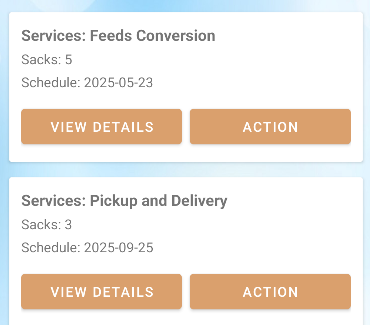 Services: Feeds Conversion
Sacks: 5
Schedule: 2025-05-23
VIEW DETAILS ACTION
Services: Pickup and Delivery
Sacks: 3
Schedule: 2025-09-25
VIEW DETAILS ACTION